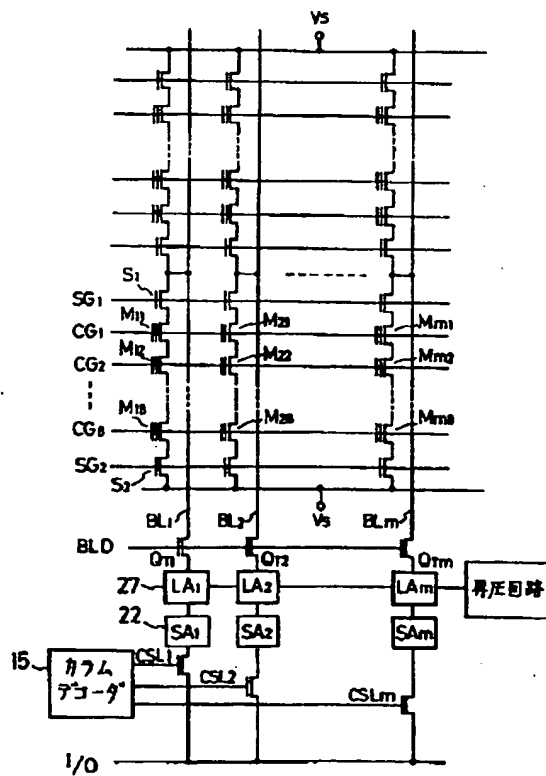 Vs
S1
SG1
M11
M21
Mm1
CG1
M12
M22
Mm2
CG2
M18
M28
Mm8
CG8
SG2
S2
Vs
BL1
BL2
BLm
BLD
QT1
QT2
QTm
27
LA1
LA2
LAm
昇圧回路
22
SA1
SA2
SAm
15
カラム
デコーダ
CSL1
CSL2
CSLm
I/O